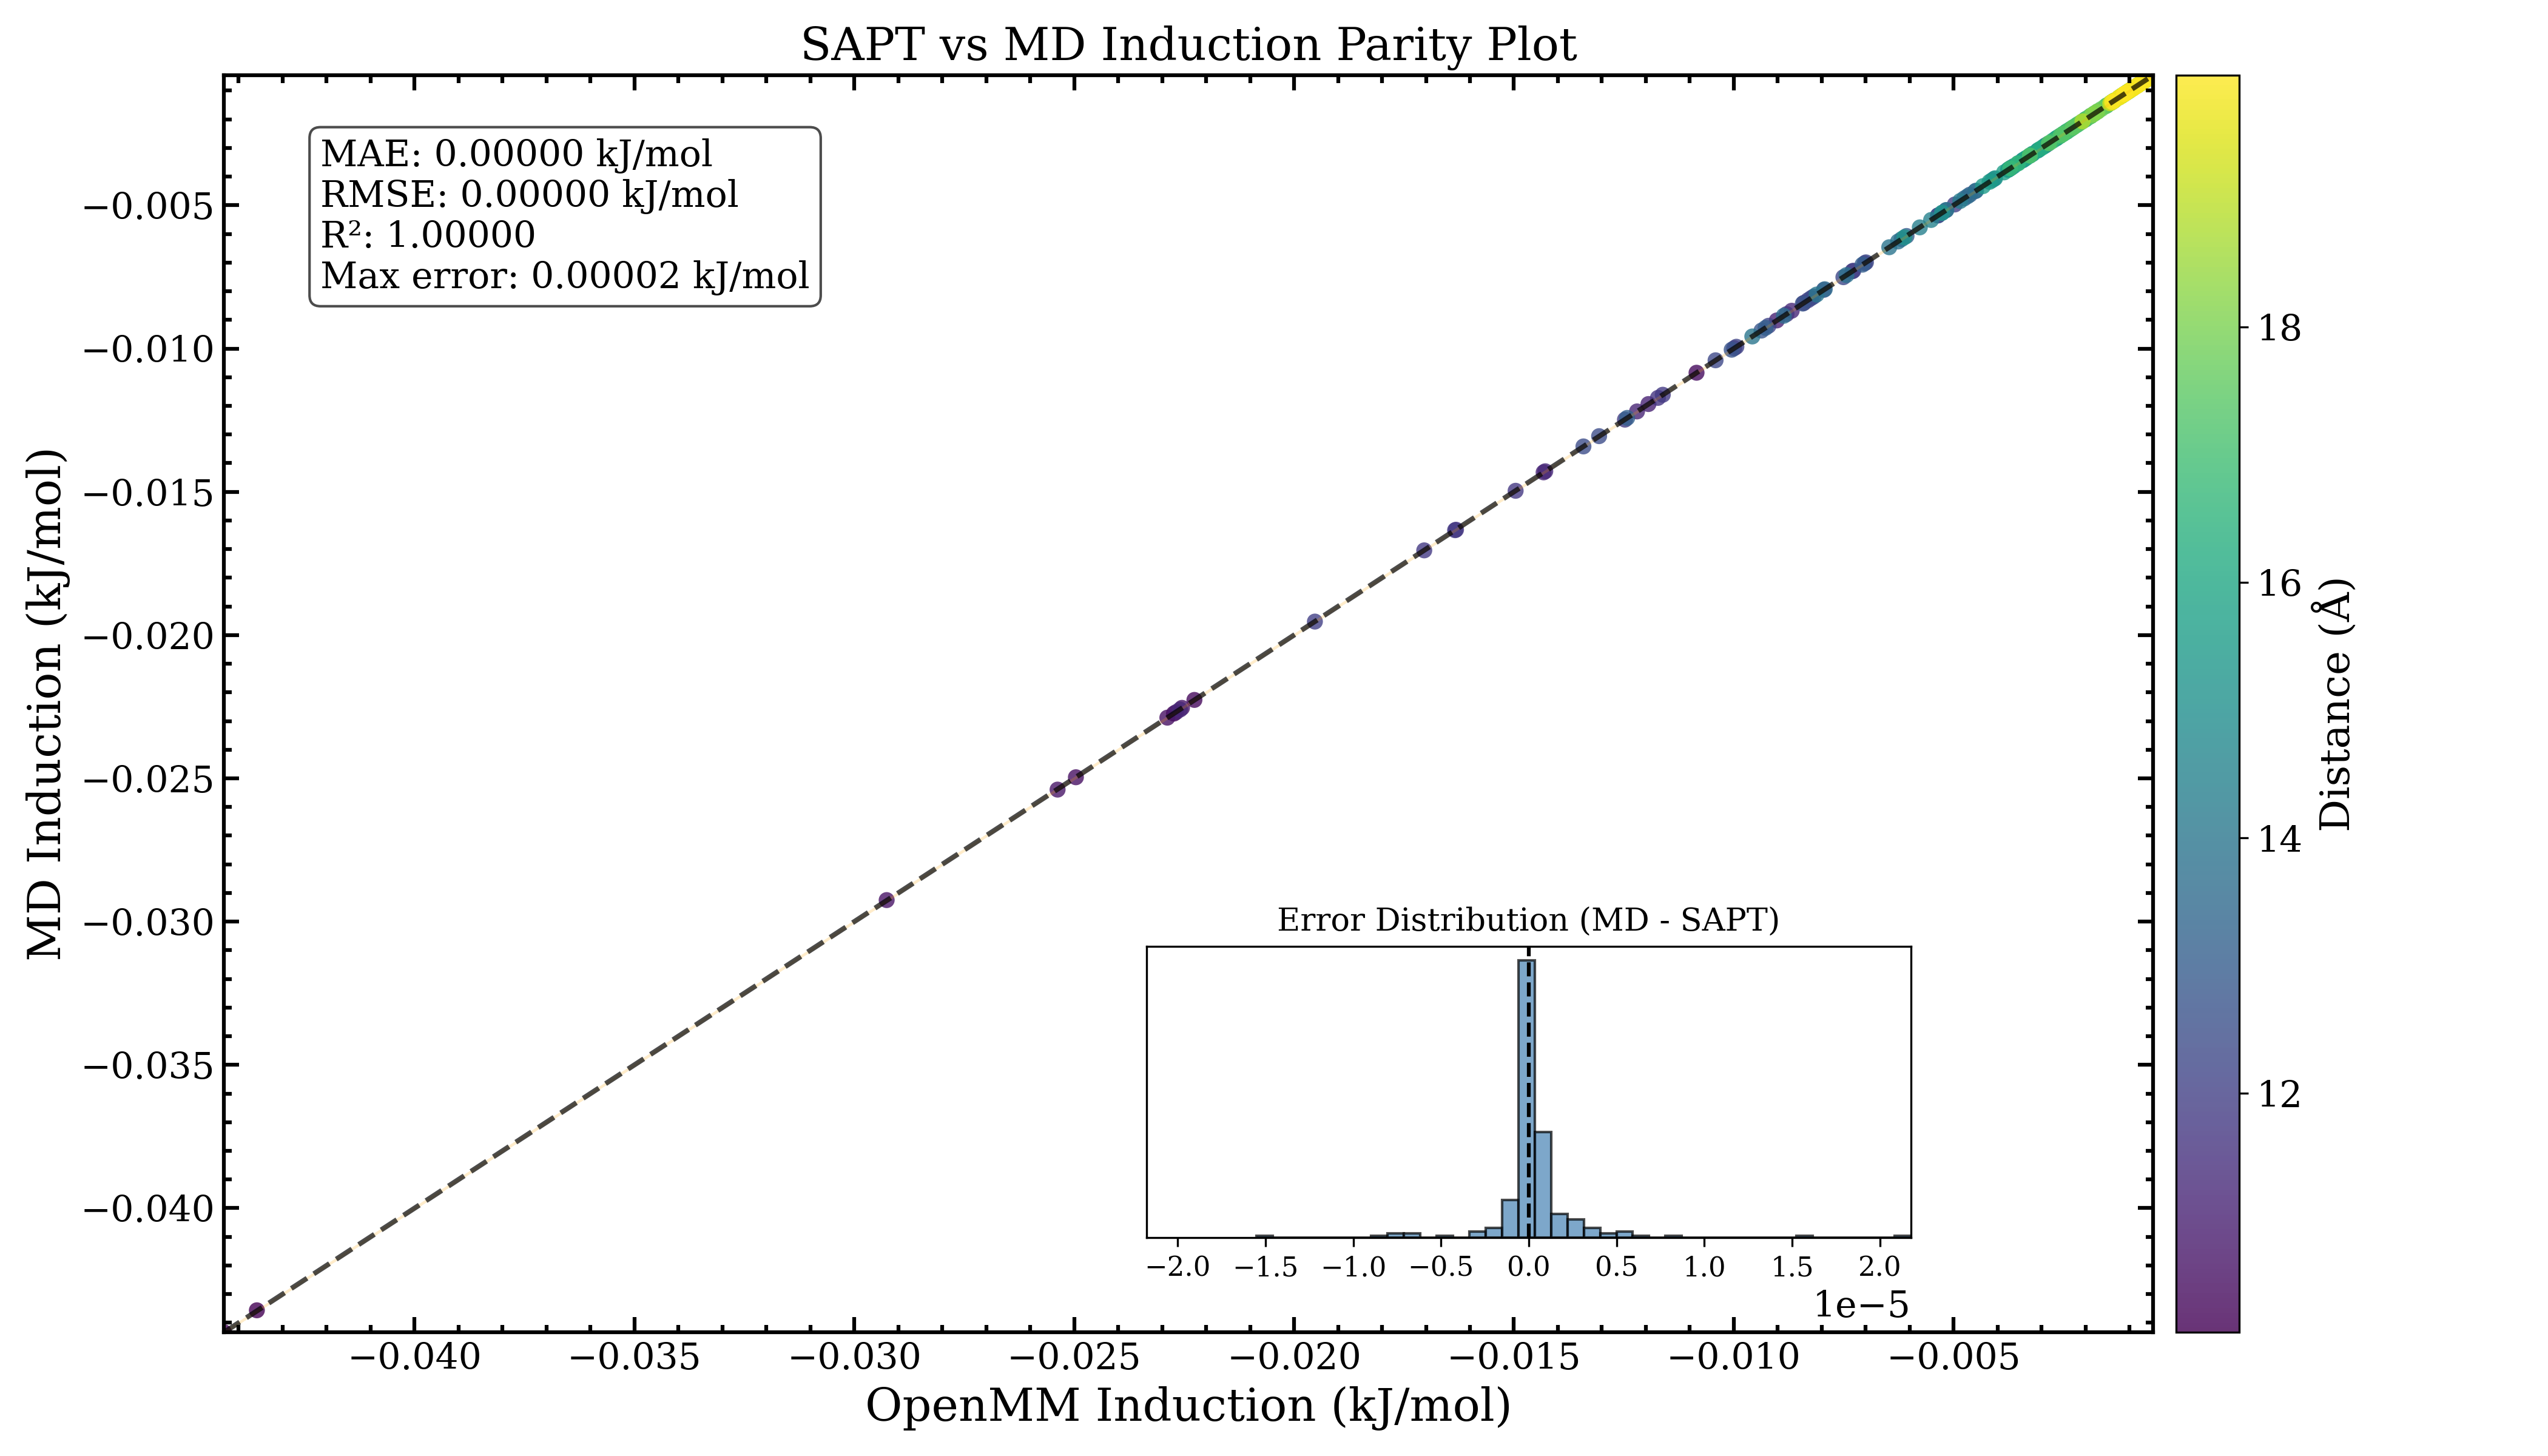 SAPT vs MD Induction Parity Plot
MAE: 0.00000 kJ/mol
RMSE: 0.00000 kJ/mol
R²: 1.00000
Max error: 0.00002 kJ/mol
MD Induction (kJ/mol)
−0.005
−0.010
−0.015
−0.020
−0.025
−0.030
−0.035
−0.040
Error Distribution (MD - SAPT)
−2.0 −1.5 −1.0 −0.5 0.0 0.5 1.0 1.5 2.0
1e−5
−0.040 −0.035 −0.030 −0.025 −0.020 −0.015 −0.010 −0.005
OpenMM Induction (kJ/mol)
18
16
14
12
Distance (Å)